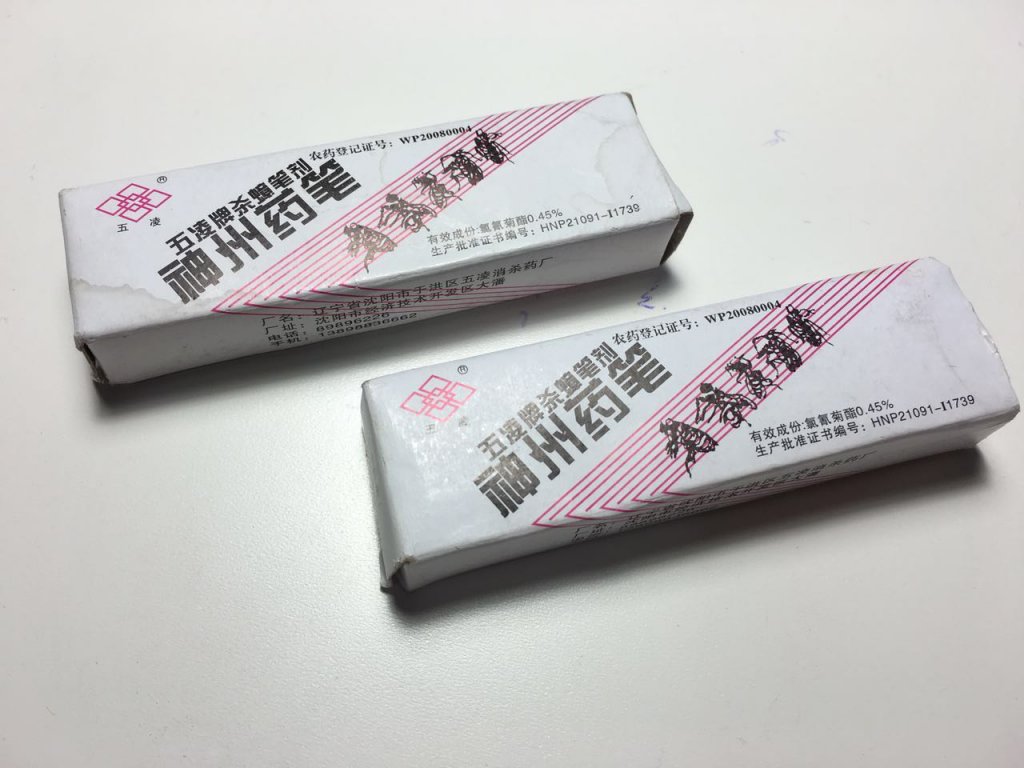 ®
五凌
农药登记证号：WP20080004
五凌牌杀蟑笔剂
神州药笔
有效成份:氯氰菊酯0.45%
生产批准证书编号：HNP21091-I1739
厂名：辽宁省沈阳市于洪区五凌消杀药厂
厂址：沈阳市经济技术开发区大潘
电话：89896226
手机：13898836662
®
五凌
农药登记证号：WP20080004
神州药笔
有效成份:氯氰菊酯0.45%
生产批准证书编号：HNP21091-I1739